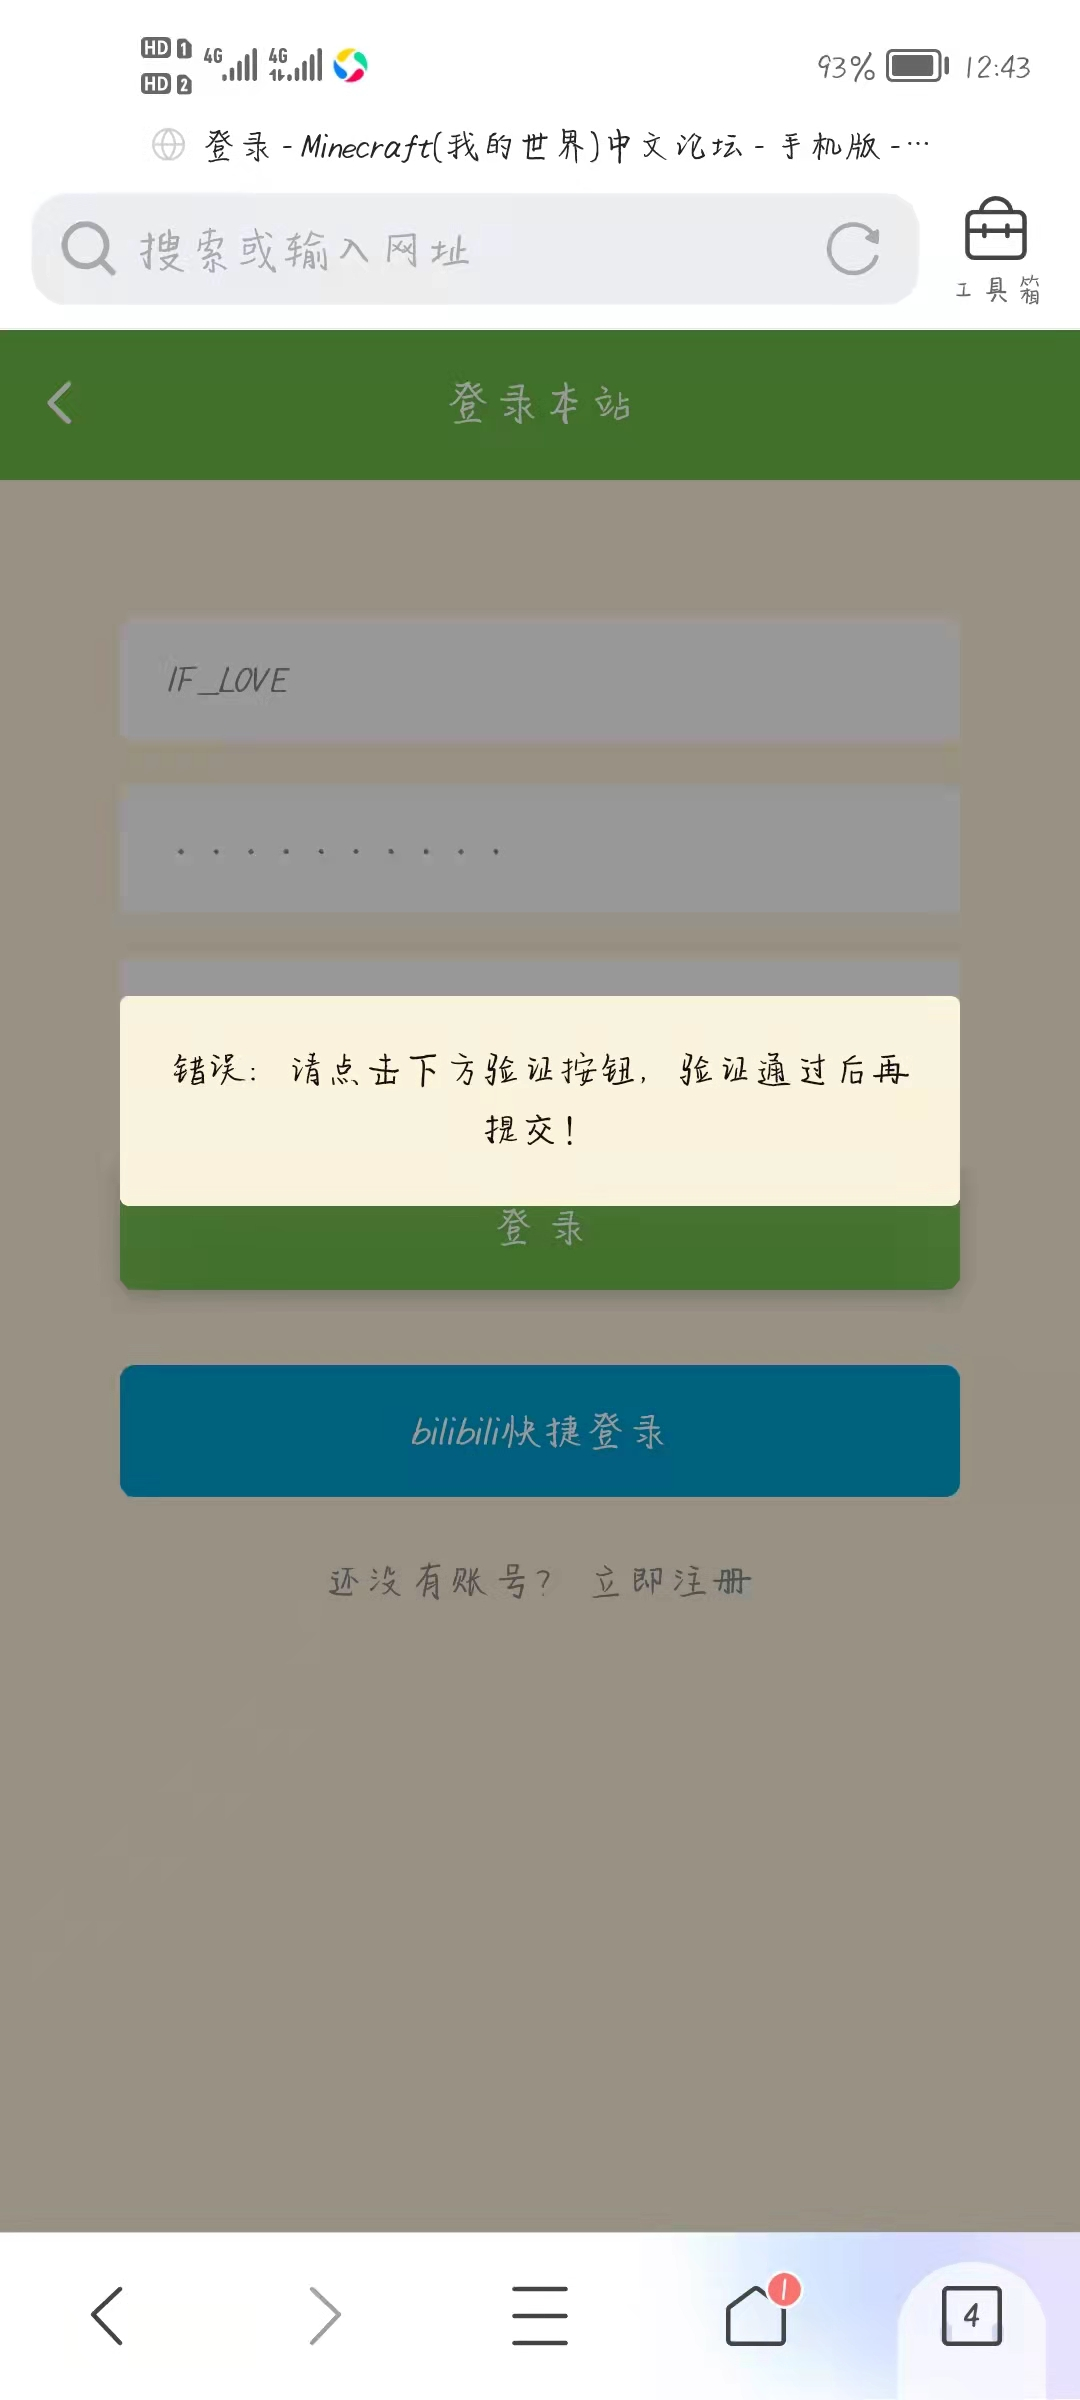 HD 1 4G 4G
HD 2
93% 12:43
登录 - Minecraft(我的世界)中文论坛 - 手机版 -…
搜索或输入网址
工具箱
登录本站
IF_LOVE
··········
错误：请点击下方验证按钮，验证通过后再
提交！
登录
bilibili快捷登录
还没有账号？ 立即注册
1
4